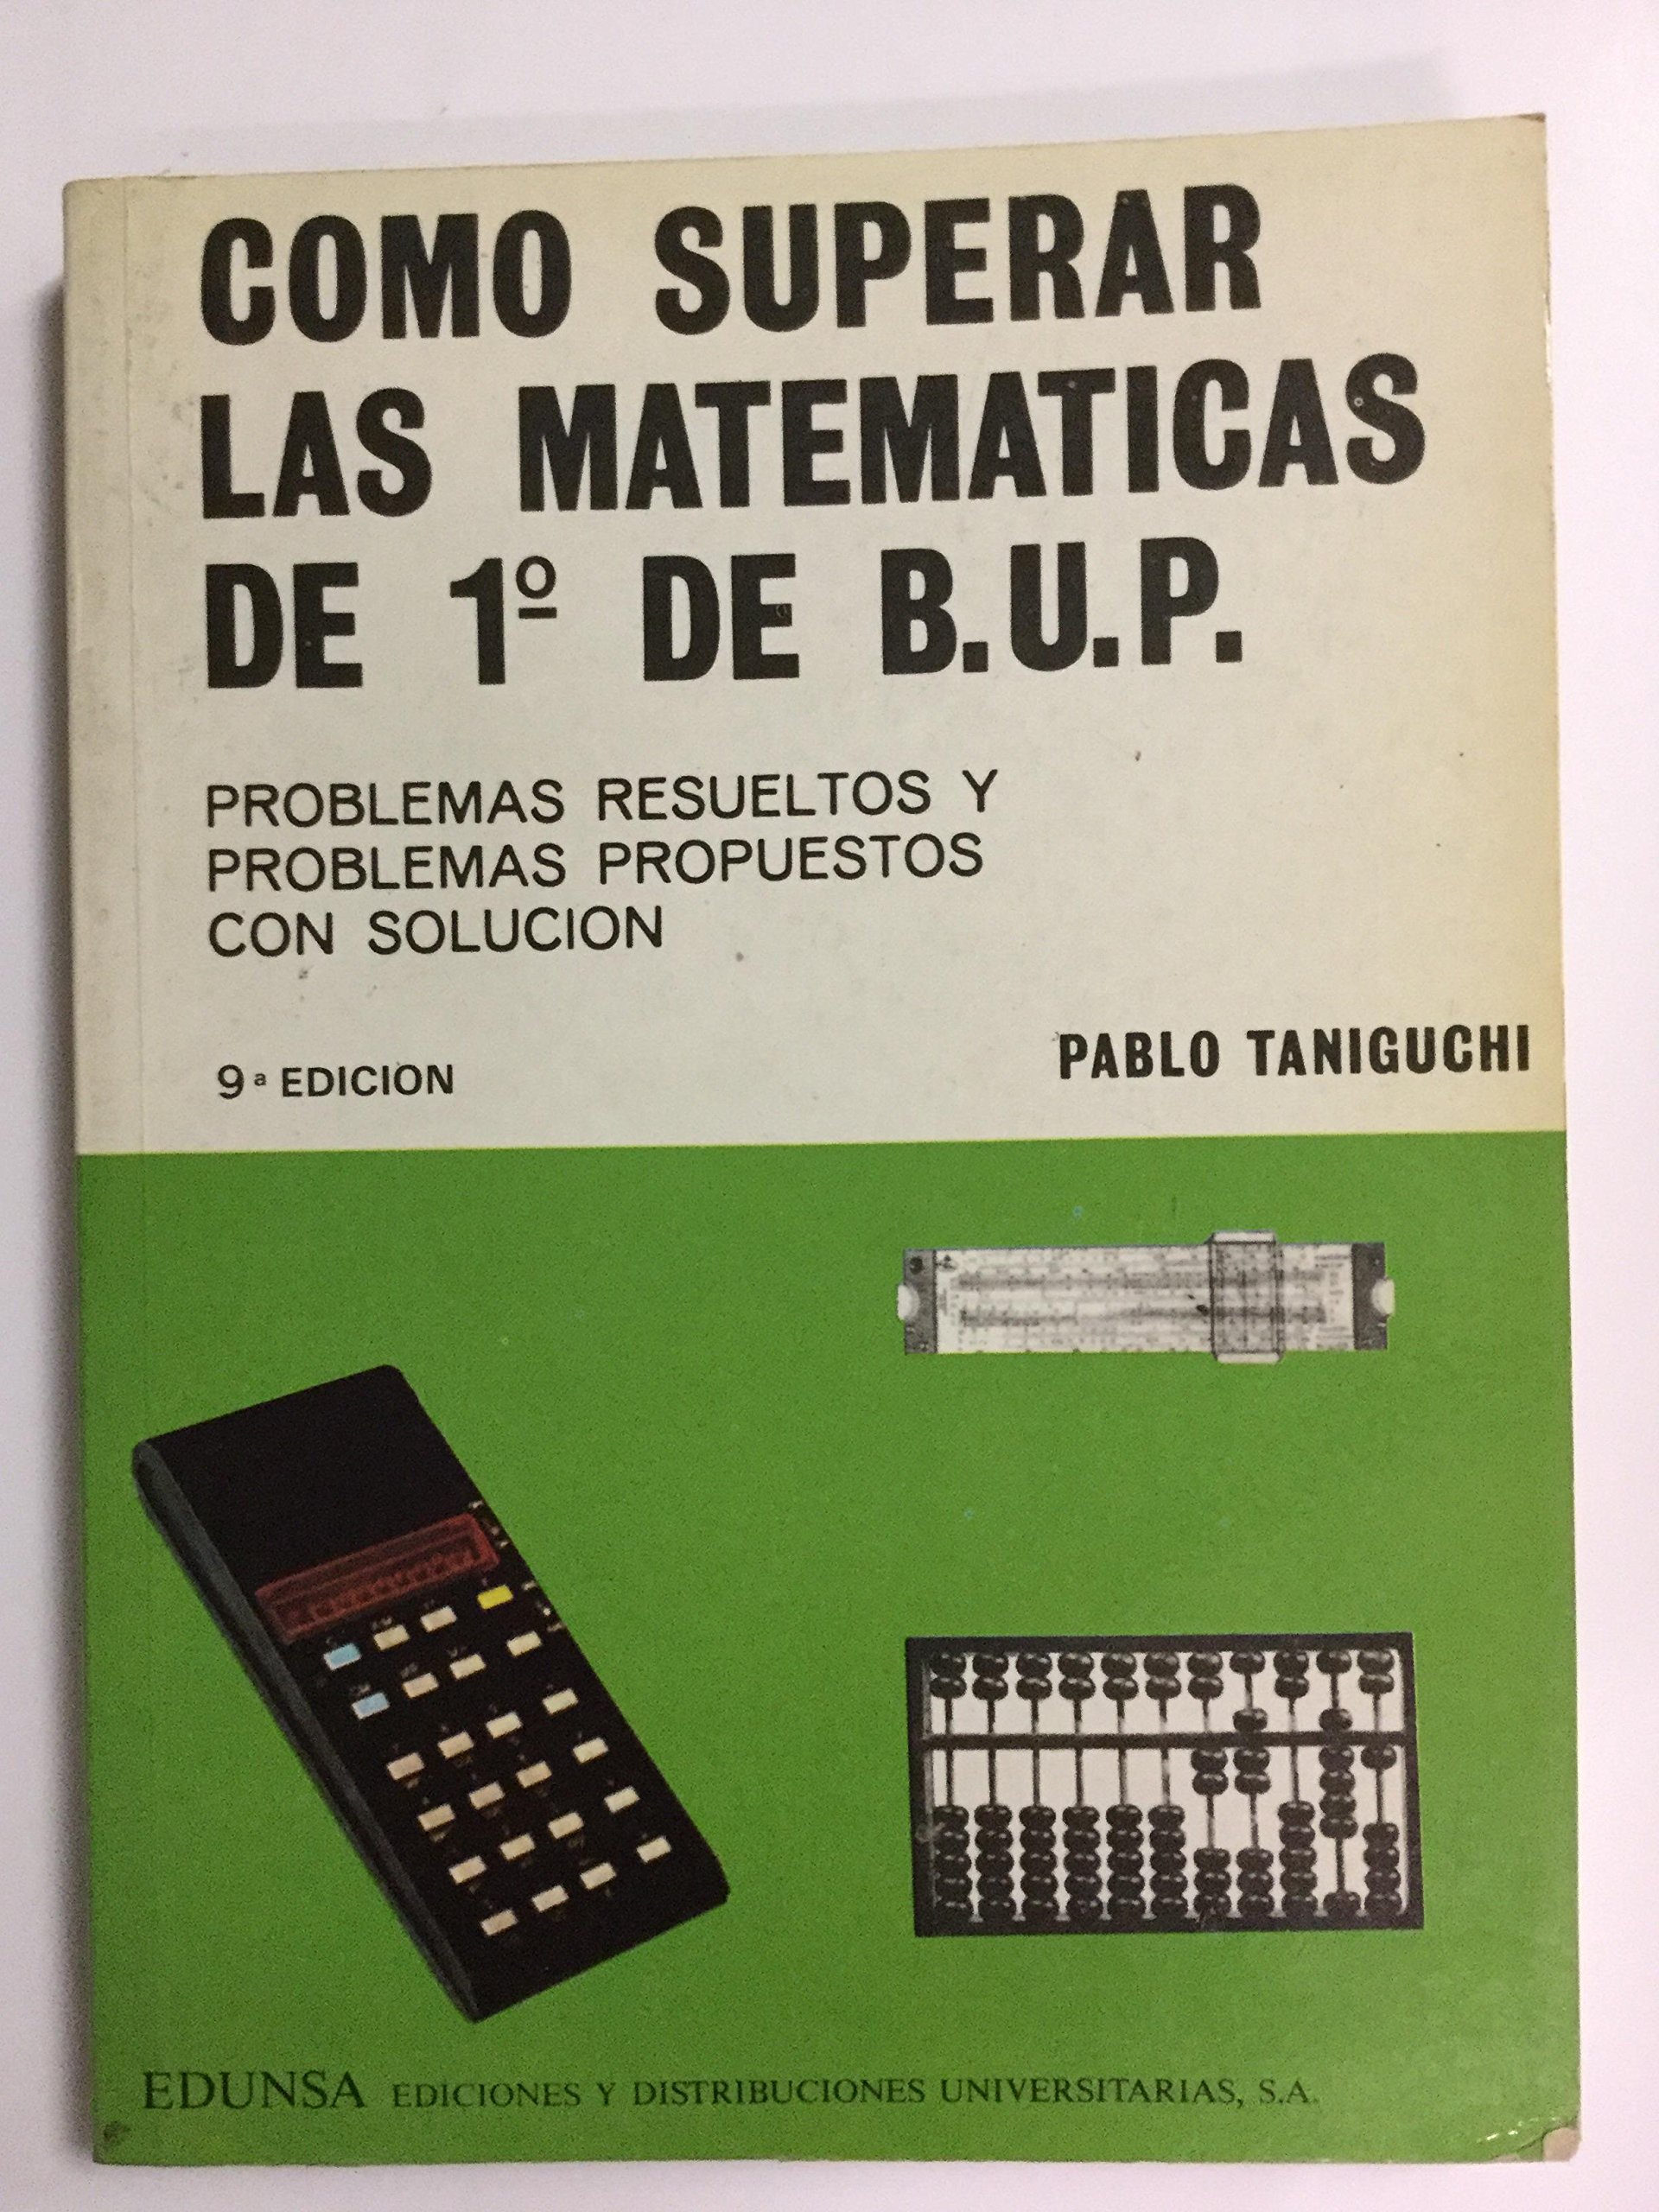 COMO SUPERAR
LAS MATEMATICAS
DE 1º DE B.U.P.
PROBLEMAS RESUELTOS Y
PROBLEMAS PROPUESTOS
CON SOLUCION
9ª EDICION
PABLO TANIGUCHI
EDUNSA EDICIONES Y DISTRIBUCIONES UNIVERSITARIAS, S.A.